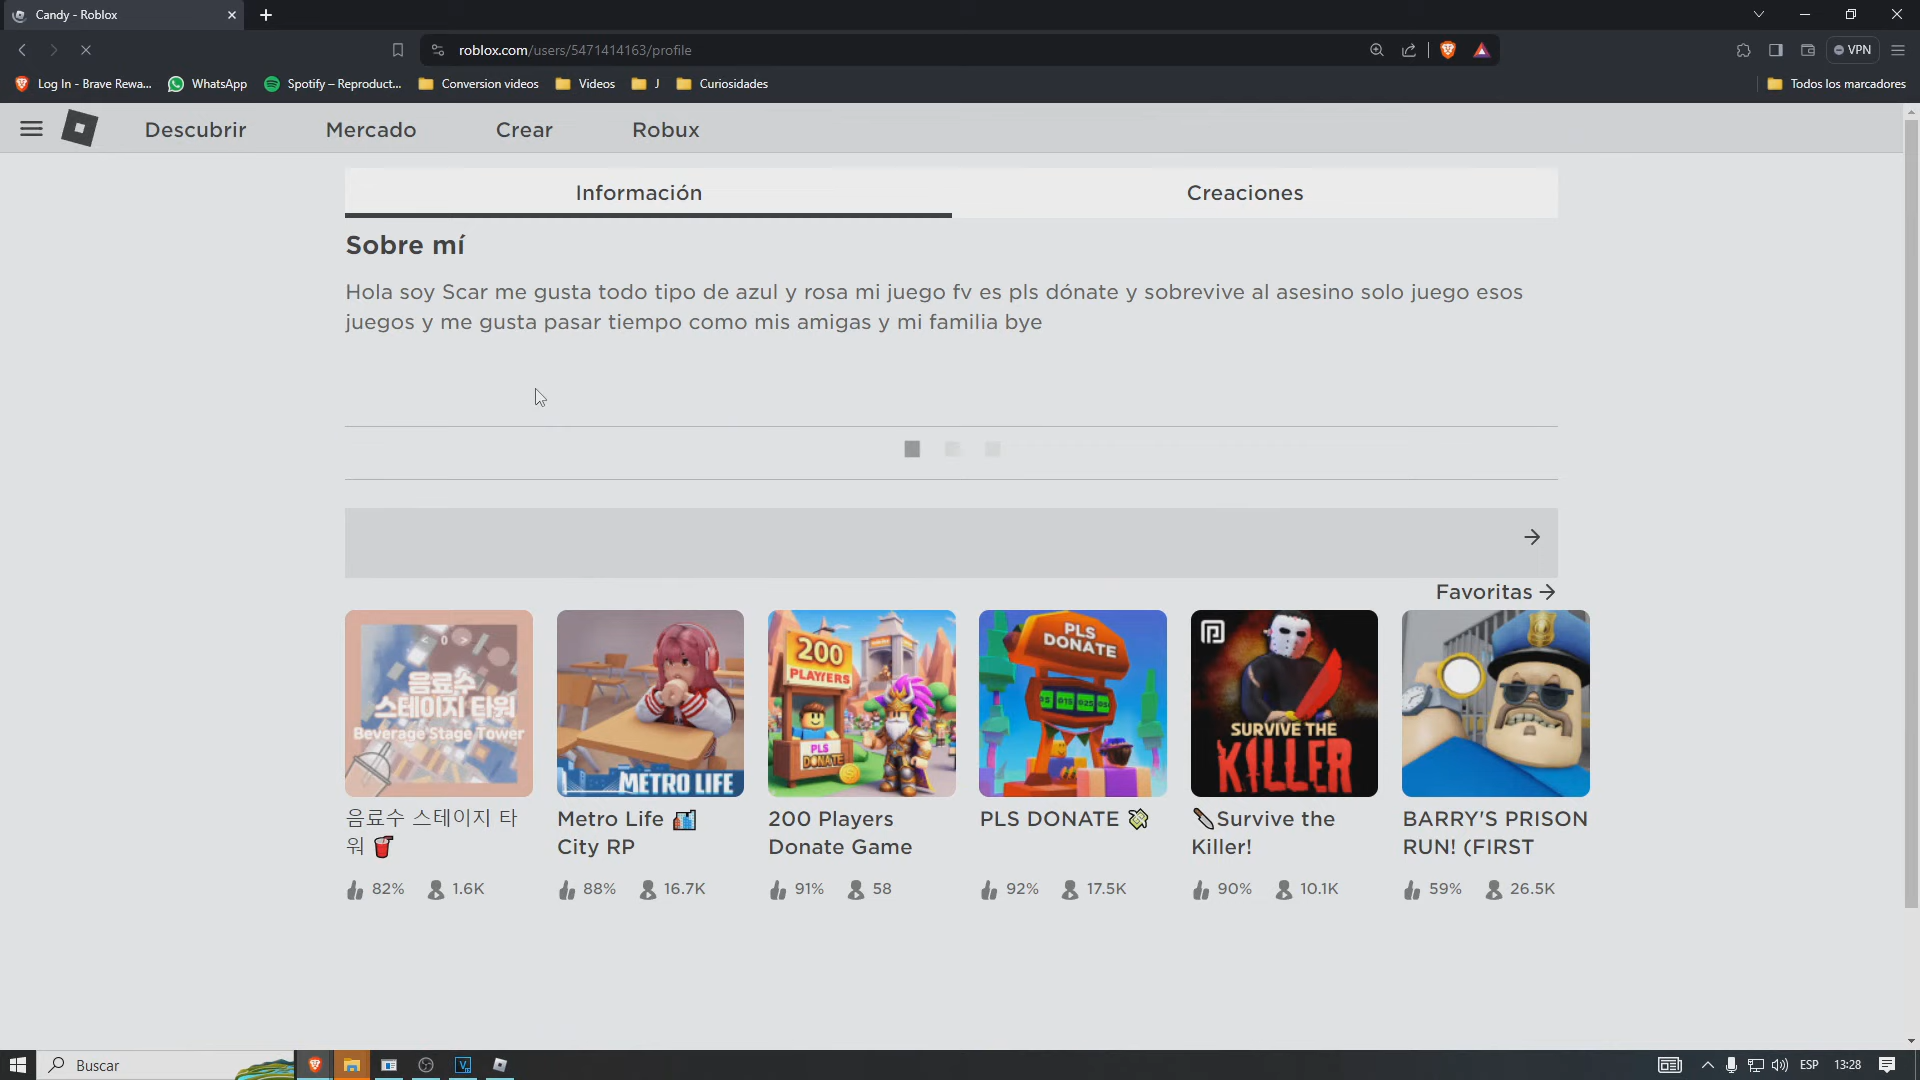 Candy - Roblox
roblox.com/users/5471414163/profile
VPN
Log In - Brave Rewa...
WhatsApp
Spotify – Reproduct...
Conversion videos
Videos
J
Curiosidades
Todos los marcadores
Descubrir
Mercado
Crear
Robux
Información
Creaciones
Sobre mí
Hola soy Scar me gusta todo tipo de azul y rosa mi juego fv es pls dónate y sobrevive al asesino solo juego esos
juegos y me gusta pasar tiempo como mis amigas y mi familia bye
Favoritas
< 0 >
음료수
스테이지 타워
Beverage Stage Tower
METRO LIFE
200
PLAYERS
PLS
DONATE
PLS
DONATE
SURVIVE THE
KILLER
음료수 스테이지 타
워
Metro Life
City RP
200 Players
Donate Game
PLS DONATE
Survive the
Killer!
BARRY'S PRISON
RUN! (FIRST
82%
1.6K
88%
16.7K
91%
58
92%
17.5K
90%
10.1K
59%
26.5K
Buscar
ESP
13:28